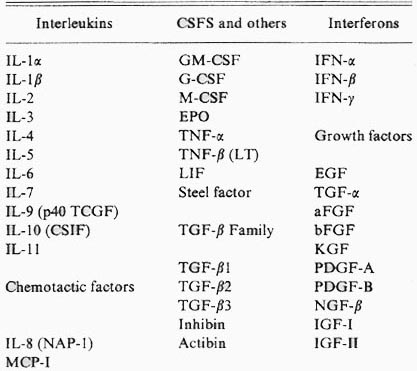 Interleukins CSFS and others Interferons
IL-1α GM-CSF IFN-α
IL-1β G-CSF IFN-β
IL-2 M-CSF IFN-γ
IL-3 EPO
IL-4 TNF-α Growth factors
IL-5 TNF-β (LT)
IL-6 LIF EGF
IL-7 Steel factor TGF-α
IL-9 (p40 TCGF) aFGF
IL-10 (CSIF) TGF-β Family bFGF
IL-11 KGF
TGF-β1 PDGF-A
Chemotactic factors TGF-β2 PDGF-B
TGF-β3 NGF-β
Inhibin IGF-I
IL-8 (NAP-1) Actibin IGF-II
MCP-I